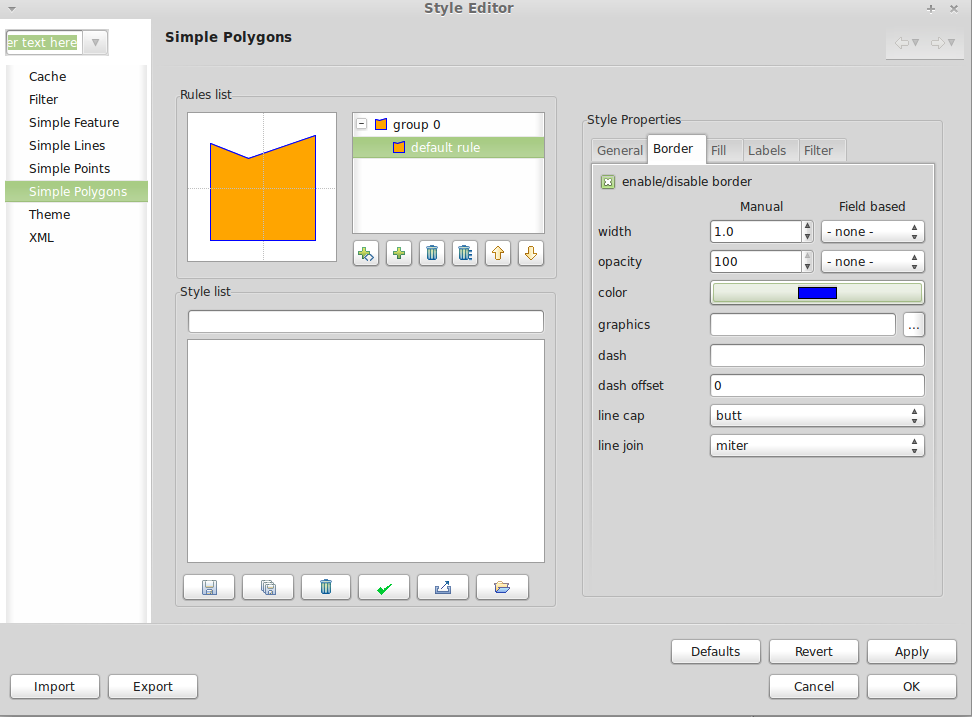 Style Editor
er text here
Simple Polygons
Cache
Filter
Simple Feature
Simple Lines
Simple Points
Simple Polygons
Theme
XML
Rules list
group 0
default rule
Style list
Style Properties
General Border Fill Labels Filter
enable/disable border
Manual Field based
width 1.0 - none -
opacity 100 - none -
color
graphics ...
dash
dash offset 0
line cap butt
line join miter
Defaults Revert Apply
Import Export Cancel OK